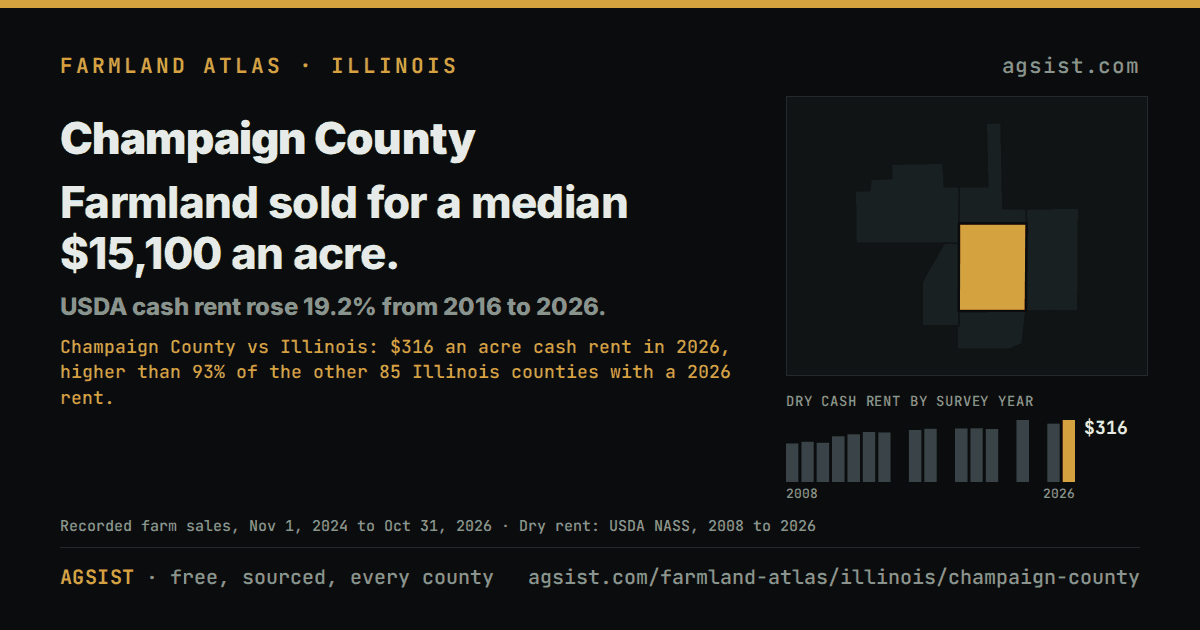 FARMLAND ATLAS · ILLINOIS
agsist.com
Champaign County
Farmland sold for a median
$15,100 an acre.
USDA cash rent rose 19.2% from 2016 to 2026.
Champaign County vs Illinois: $316 an acre cash rent in 2026,
higher than 93% of the other 85 Illinois counties with a 2026
rent.
DRY CASH RENT BY SURVEY YEAR
$316
2008
2026
Recorded farm sales, Nov 1, 2024 to Oct 31, 2026 · Dry rent: USDA NASS, 2008 to 2026
AGSIST · free, sourced, every county
agsist.com/farmland-atlas/illinois/champaign-county